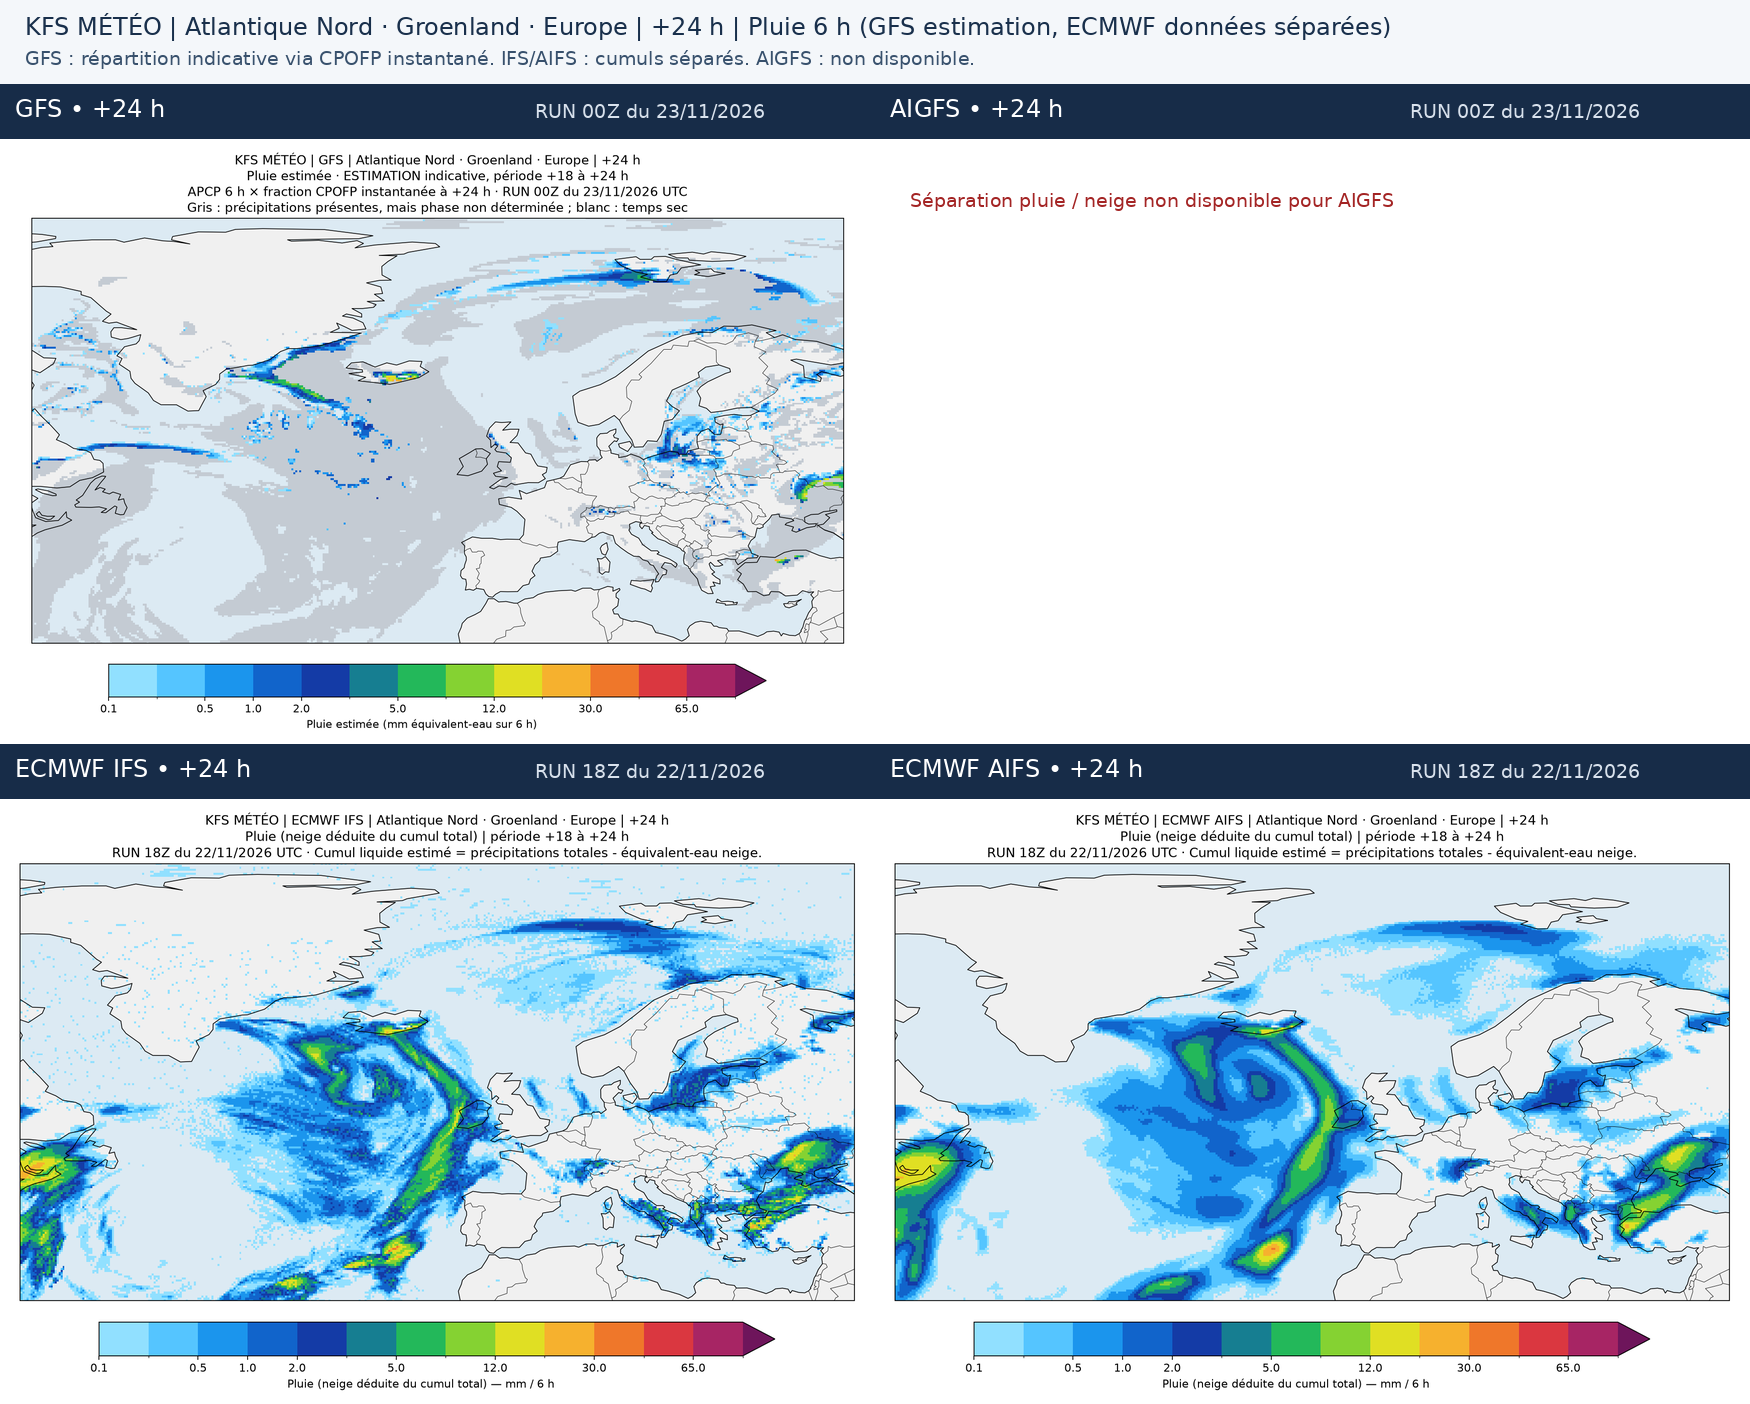 KFS MÉTÉO | Atlantique Nord · Groenland · Europe | +24 h | Pluie 6 h (GFS estimation, ECMWF données séparées)
GFS : répartition indicative via CPOFP instantané. IFS/AIFS : cumuls séparés. AIGFS : non disponible.
GFS • +24 h
RUN 00Z du 23/11/2026
AIGFS • +24 h
RUN 00Z du 23/11/2026
KFS MÉTÉO | GFS | Atlantique Nord · Groenland · Europe | +24 h
Pluie estimée · ESTIMATION indicative, période +18 à +24 h
APCP 6 h × fraction CPOFP instantanée à +24 h · RUN 00Z du 23/11/2026 UTC
Gris : précipitations présentes, mais phase non déterminée ; blanc : temps sec
Séparation pluie / neige non disponible pour AIGFS
0.1 0.5 1.0 2.0 5.0 12.0 30.0 65.0
Pluie estimée (mm équivalent-eau sur 6 h)
ECMWF IFS • +24 h
RUN 18Z du 22/11/2026
ECMWF AIFS • +24 h
RUN 18Z du 22/11/2026
KFS MÉTÉO | ECMWF IFS | Atlantique Nord · Groenland · Europe | +24 h
Pluie (neige déduite du cumul total) | période +18 à +24 h
RUN 18Z du 22/11/2026 UTC · Cumul liquide estimé = précipitations totales - équivalent-eau neige.
KFS MÉTÉO | ECMWF AIFS | Atlantique Nord · Groenland · Europe | +24 h
Pluie (neige déduite du cumul total) | période +18 à +24 h
RUN 18Z du 22/11/2026 UTC · Cumul liquide estimé = précipitations totales - équivalent-eau neige.
0.1 0.5 1.0 2.0 5.0 12.0 30.0 65.0
Pluie (neige déduite du cumul total) — mm / 6 h
0.1 0.5 1.0 2.0 5.0 12.0 30.0 65.0
Pluie (neige déduite du cumul total) — mm / 6 h